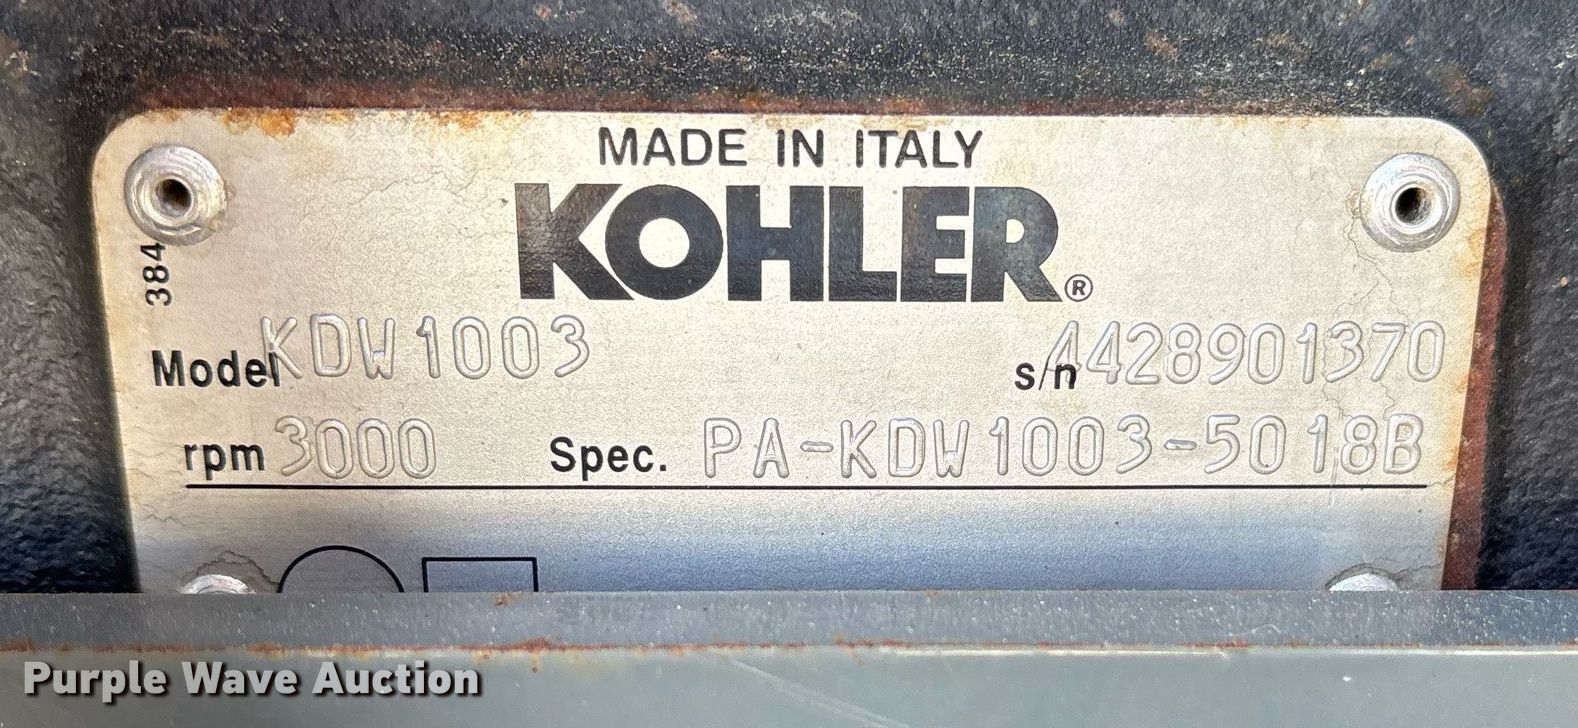 MADE IN ITALY
KOHLER®
384
Model KDW1003 s/n 4428901370
rpm 3000 Spec. PA-KDW1003-5018B
Purple Wave Auction